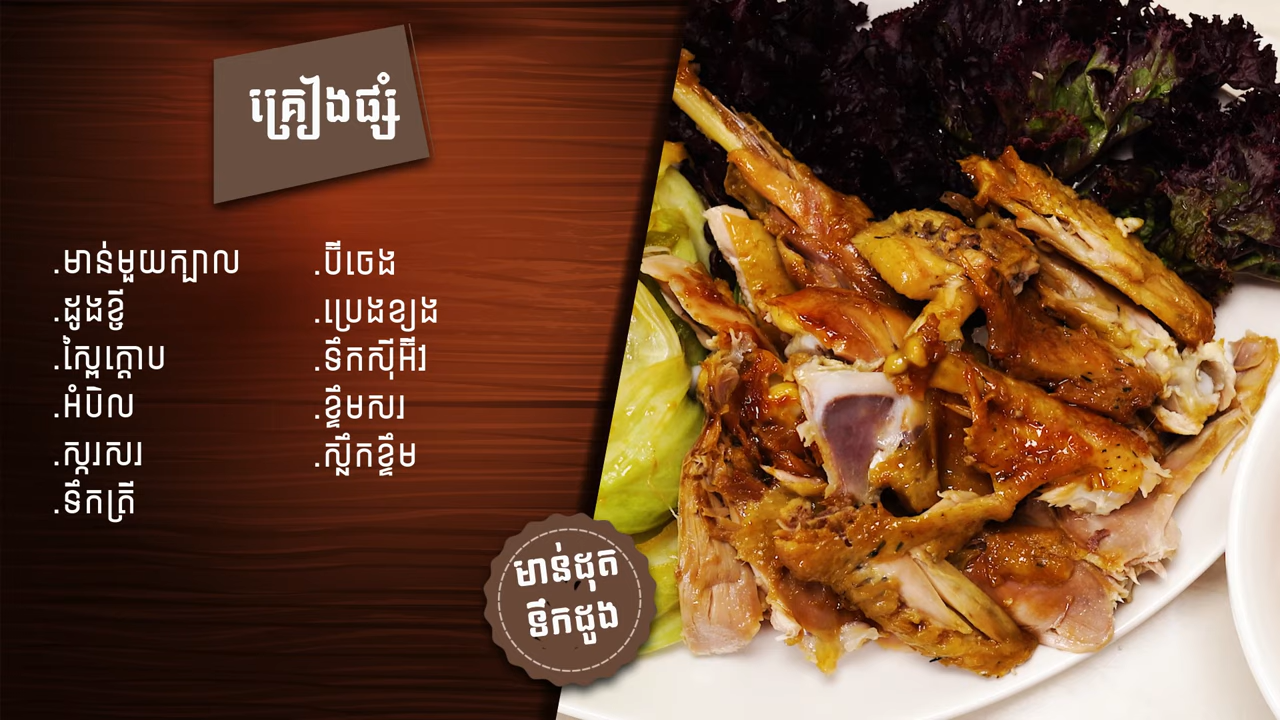 គ្រឿងផ្សំ
.មាន់មួយក្បាល
.ដូងខ្ចី
.ស្ពៃក្តោប
.អំបិល
.ស្ករសរ
.ទឹកត្រី
.ប៊ីចេង
.ប្រេងខ្យង
.ទឹកស៊ីអ៊ីវ
.ខ្ទឹមសរ
.ស្លឹកខ្ទឹម
មាន់ដុត
ទឹកដូង